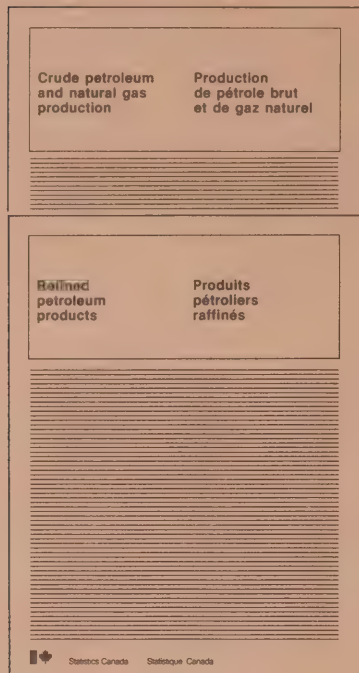 Crude petroleum
and natural gas
production
Production
de pétrole brut
et de gaz naturel
Refined
petroleum
products
Produits
pétroliers
raffinés
Statistics Canada Statistique Canada